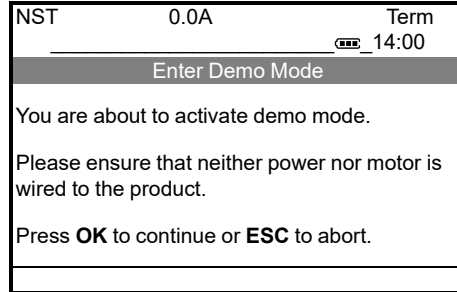 NST 0.0A Term
14:00
Enter Demo Mode
You are about to activate demo mode.
Please ensure that neither power nor motor is
wired to the product.
Press OK to continue or ESC to abort.